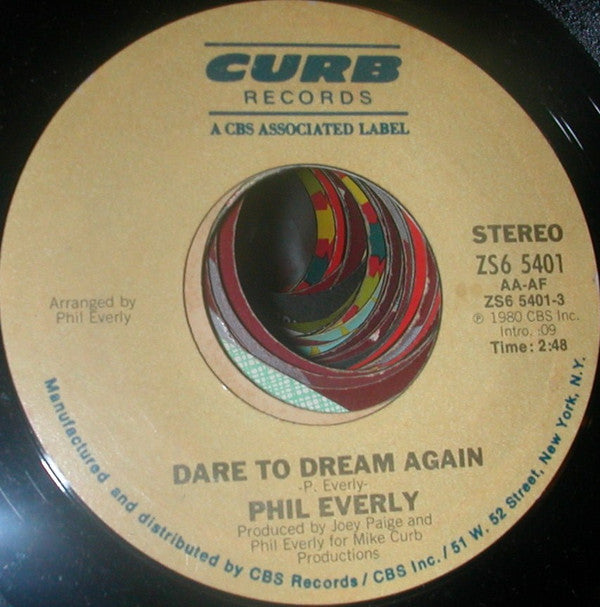 CURB
RECORDS
A CBS ASSOCIATED LABEL
STEREO
ZS6 5401
AA-AF
ZS6 5401-3
℗ 1980 CBS Inc.
Intro. :09
Time: 2:48
Arranged by
Phil Everly
DARE TO DREAM AGAIN
-P. Everly-
PHIL EVERLY
Produced by Joey Paige and
Phil Everly for Mike Curb
Productions
Manufactured and distributed by CBS Records / CBS Inc. / 51 W. 52 Street, New York, N.Y.